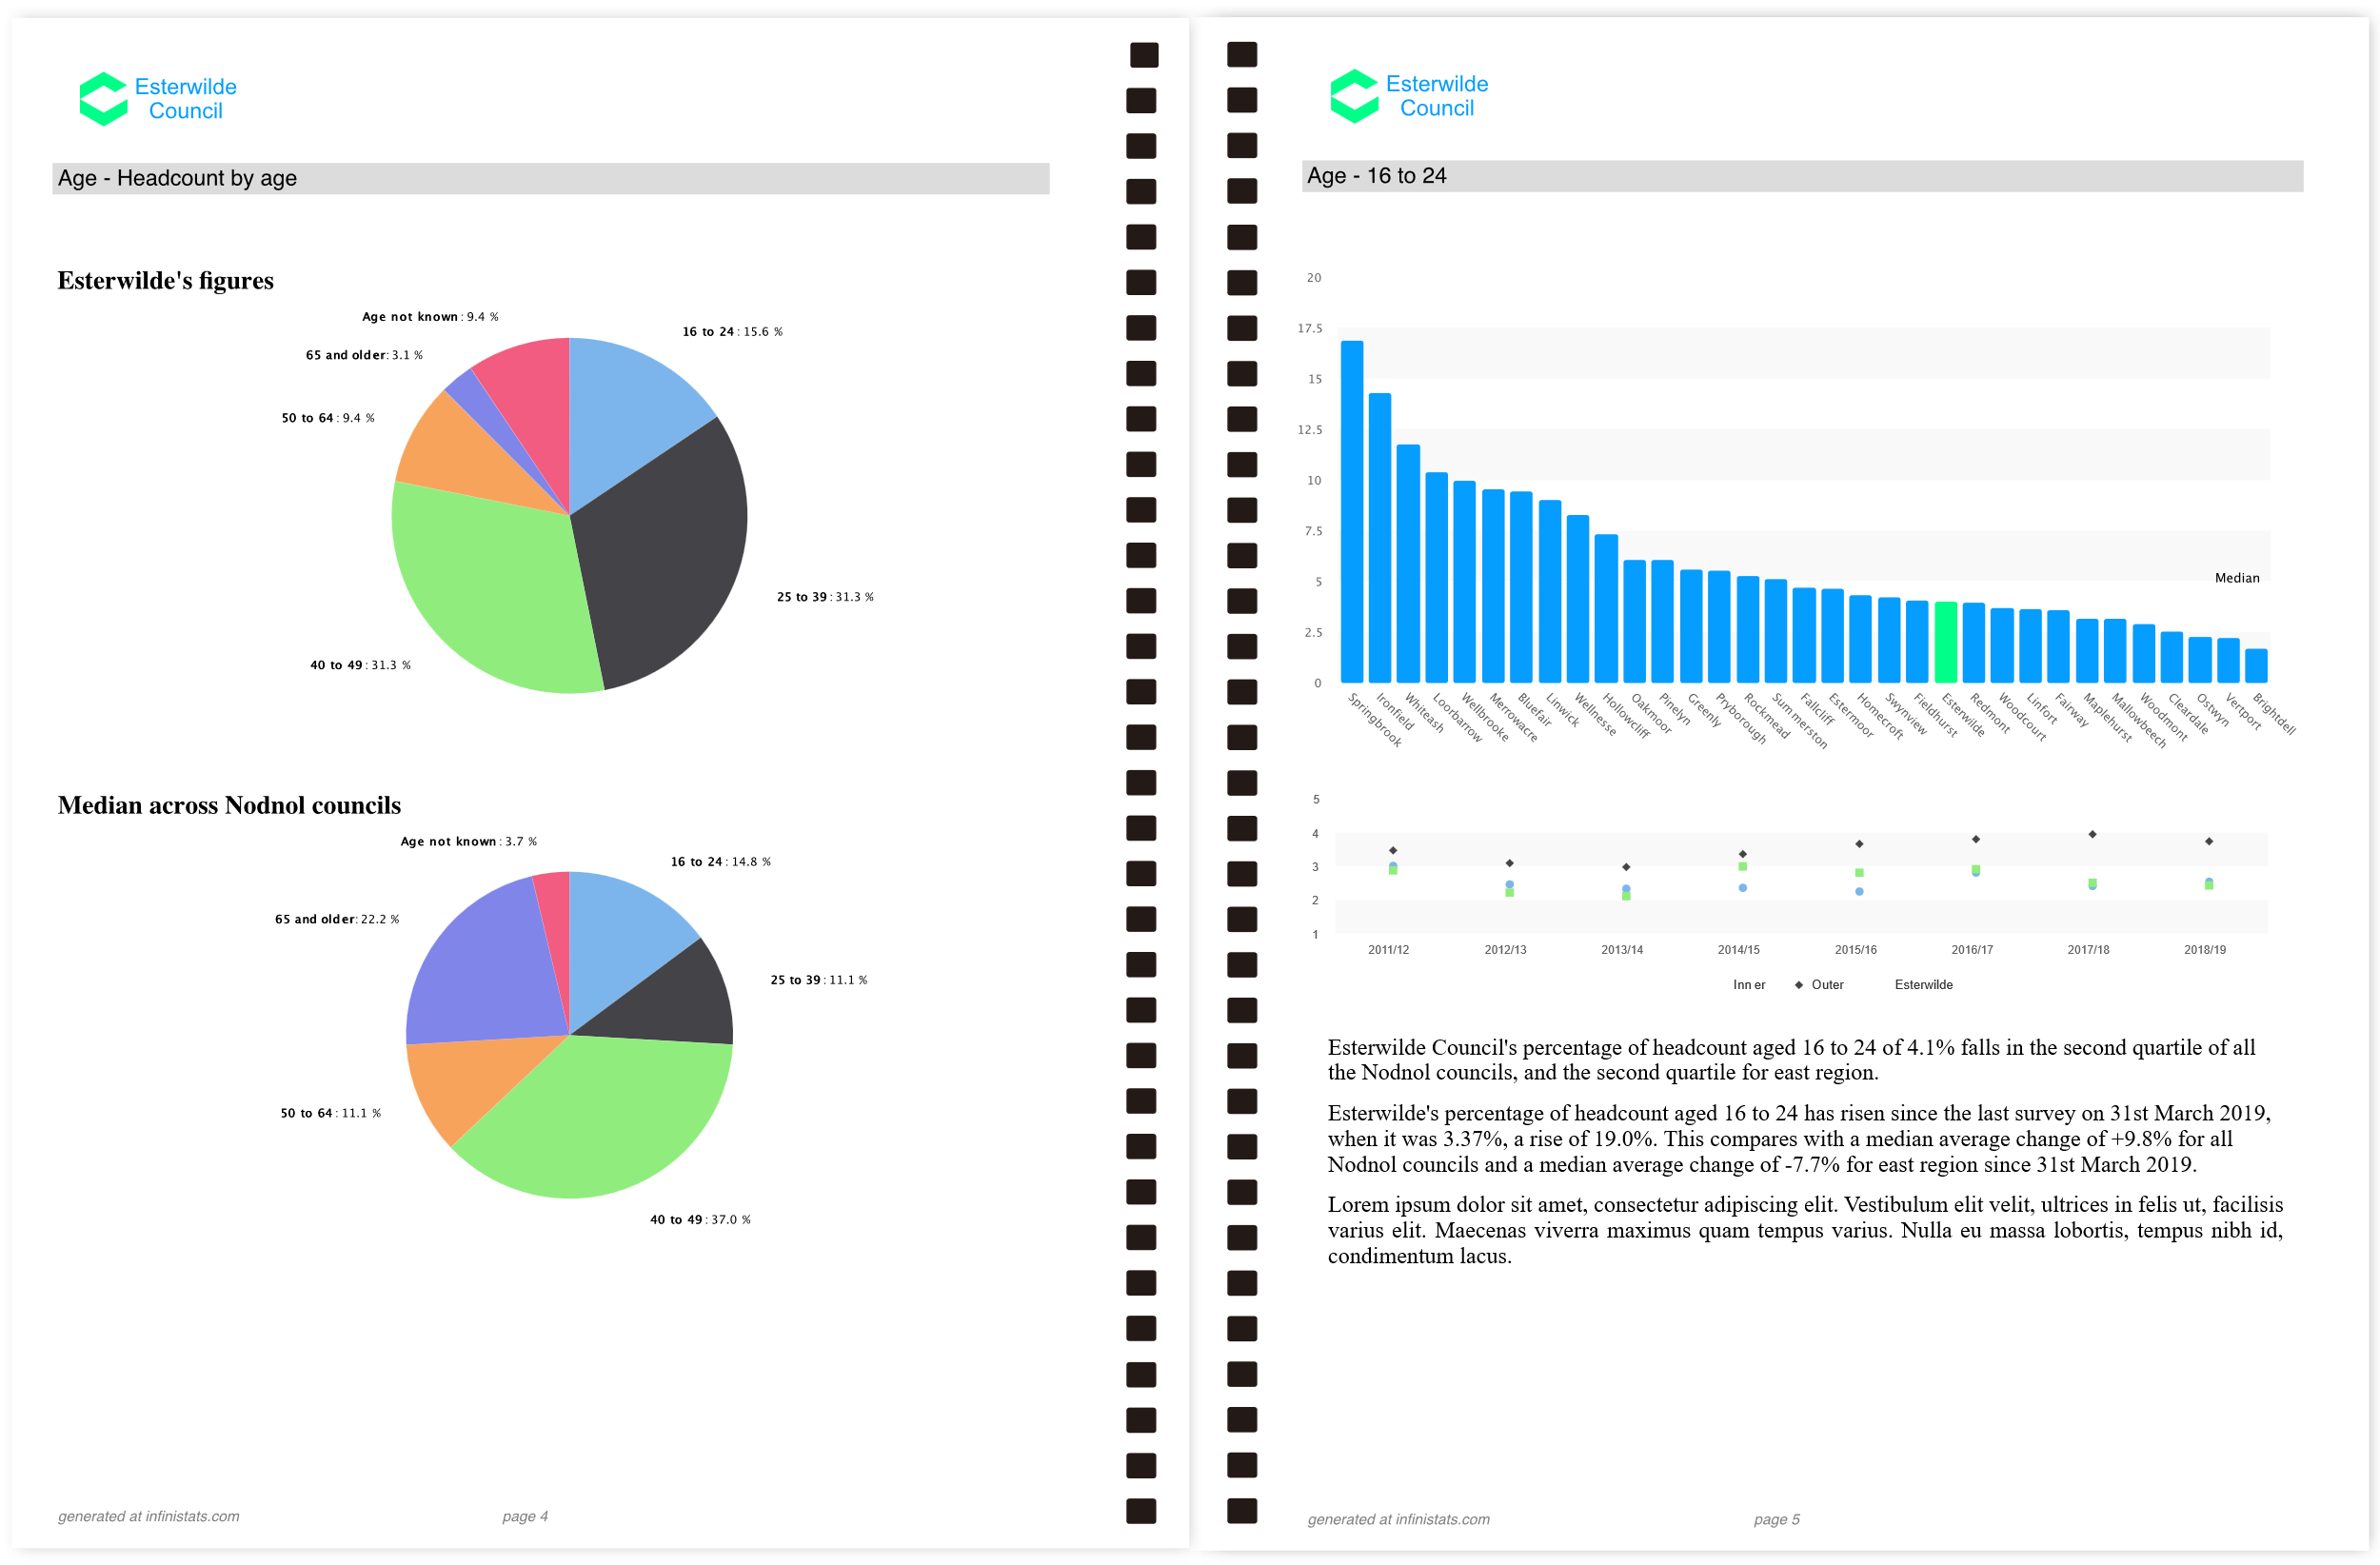 Esterwilde
Council
Age - Headcount by age
Esterwilde's figures
Age not known: 9.4 %
16 to 24: 15.6 %
65 and older: 3.1 %
50 to 64: 9.4 %
25 to 39: 31.3 %
40 to 49: 31.3 %
Median across Nodnol councils
Age not known: 3.7 %
16 to 24: 14.8 %
65 and older: 22.2 %
25 to 39: 11.1 %
50 to 64: 11.1 %
40 to 49: 37.0 %
generated at infinistats.com
page 4
Esterwilde
Council
Age - 16 to 24
20
17.5
15
12.5
10
7.5
5
2.5
0
Median
Springbrook
Ironfield
Whiteash
Loorbarrow
Wellbrooke
Merrowacre
Bluefair
Linwick
Wellnesse
Hollowcliff
Oakmoor
Pinelyn
Greenly
Pryborough
Rockmead
Summerston
Fallcliff
Estermoor
Homecroft
Swynview
Fieldhurst
Esterwilde
Redmont
Woodcourt
Linfort
Fairway
Maplehurst
Mallowbeech
Woodmont
Cleardale
Ostwyn
Vertport
Brightdell
5
4
3
2
1
2011/12 2012/13 2013/14 2014/15 2015/16 2016/17 2017/18 2018/19
Inner Outer Esterwilde
Esterwilde Council's percentage of headcount aged 16 to 24 of 4.1% falls in the second quartile of all
the Nodnol councils, and the second quartile for east region.
Esterwilde's percentage of headcount aged 16 to 24 has risen since the last survey on 31st March 2019,
when it was 3.37%, a rise of 19.0%. This compares with a median average change of +9.8% for all
Nodnol councils and a median average change of -7.7% for east region since 31st March 2019.
Lorem ipsum dolor sit amet, consectetur adipiscing elit. Vestibulum elit velit, ultrices in felis ut, facilisis
varius elit. Maecenas viverra maximus quam tempus varius. Nulla eu massa lobortis, tempus nibh id,
condimentum lacus.
generated at infinistats.com
page 5